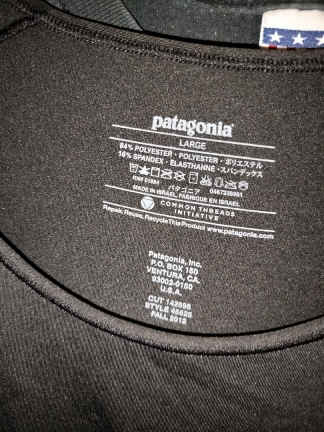 patagonia®
LARGE
84% POLYESTER · POLYESTER · ポリエステル
16% SPANDEX · ÉLASTHANNE · スパンデックス
パタゴニア
MADE IN ISRAEL, FABRIQUÉ EN ISRAËL
COMMON THREADS
INITIATIVE
Repair, Reuse, Recycle This Product www.patagonia.com
Patagonia, Inc.
P.O. BOX 150
VENTURA, CA.
93002-0150
U.S.A.
FALL 2012